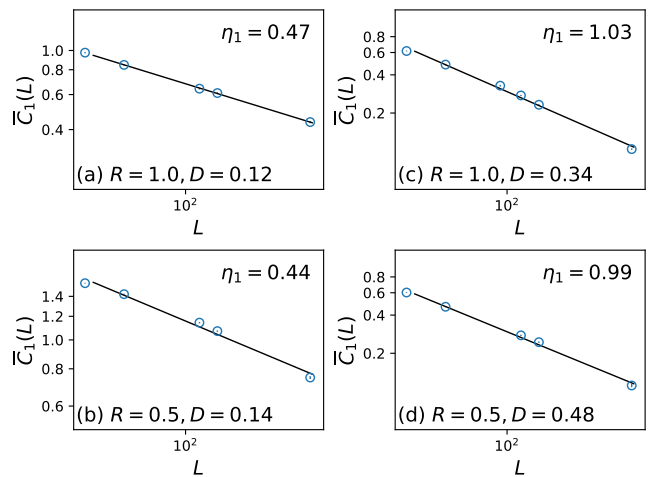 η₁ = 0.47
1.0
0.8
0.6
0.4
C̅₁(L)
(a) R = 1.0, D = 0.12
10²
L
η₁ = 1.03
0.8
0.6
0.4
0.2
C̅₁(L)
(c) R = 1.0, D = 0.34
10²
L
η₁ = 0.44
1.4
1.2
1.0
0.8
0.6
C̅₁(L)
(b) R = 0.5, D = 0.14
10²
L
η₁ = 0.99
0.8
0.6
0.4
0.2
C̅₁(L)
(d) R = 0.5, D = 0.48
10²
L